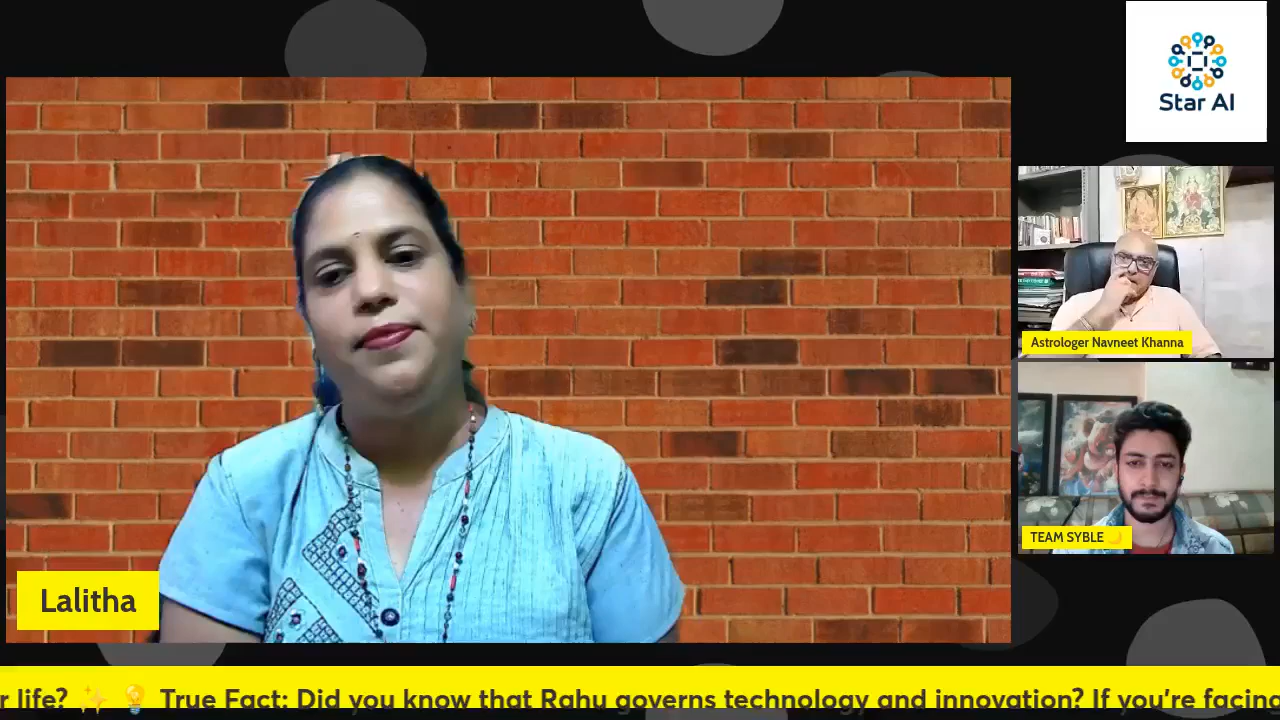 Star AI
Astrologer Navneet Khanna
TEAM SYBLE 🌙
Lalitha
r life? ✨ 💡 True Fact: Did you know that Rahu governs technology and innovation? If you're facing